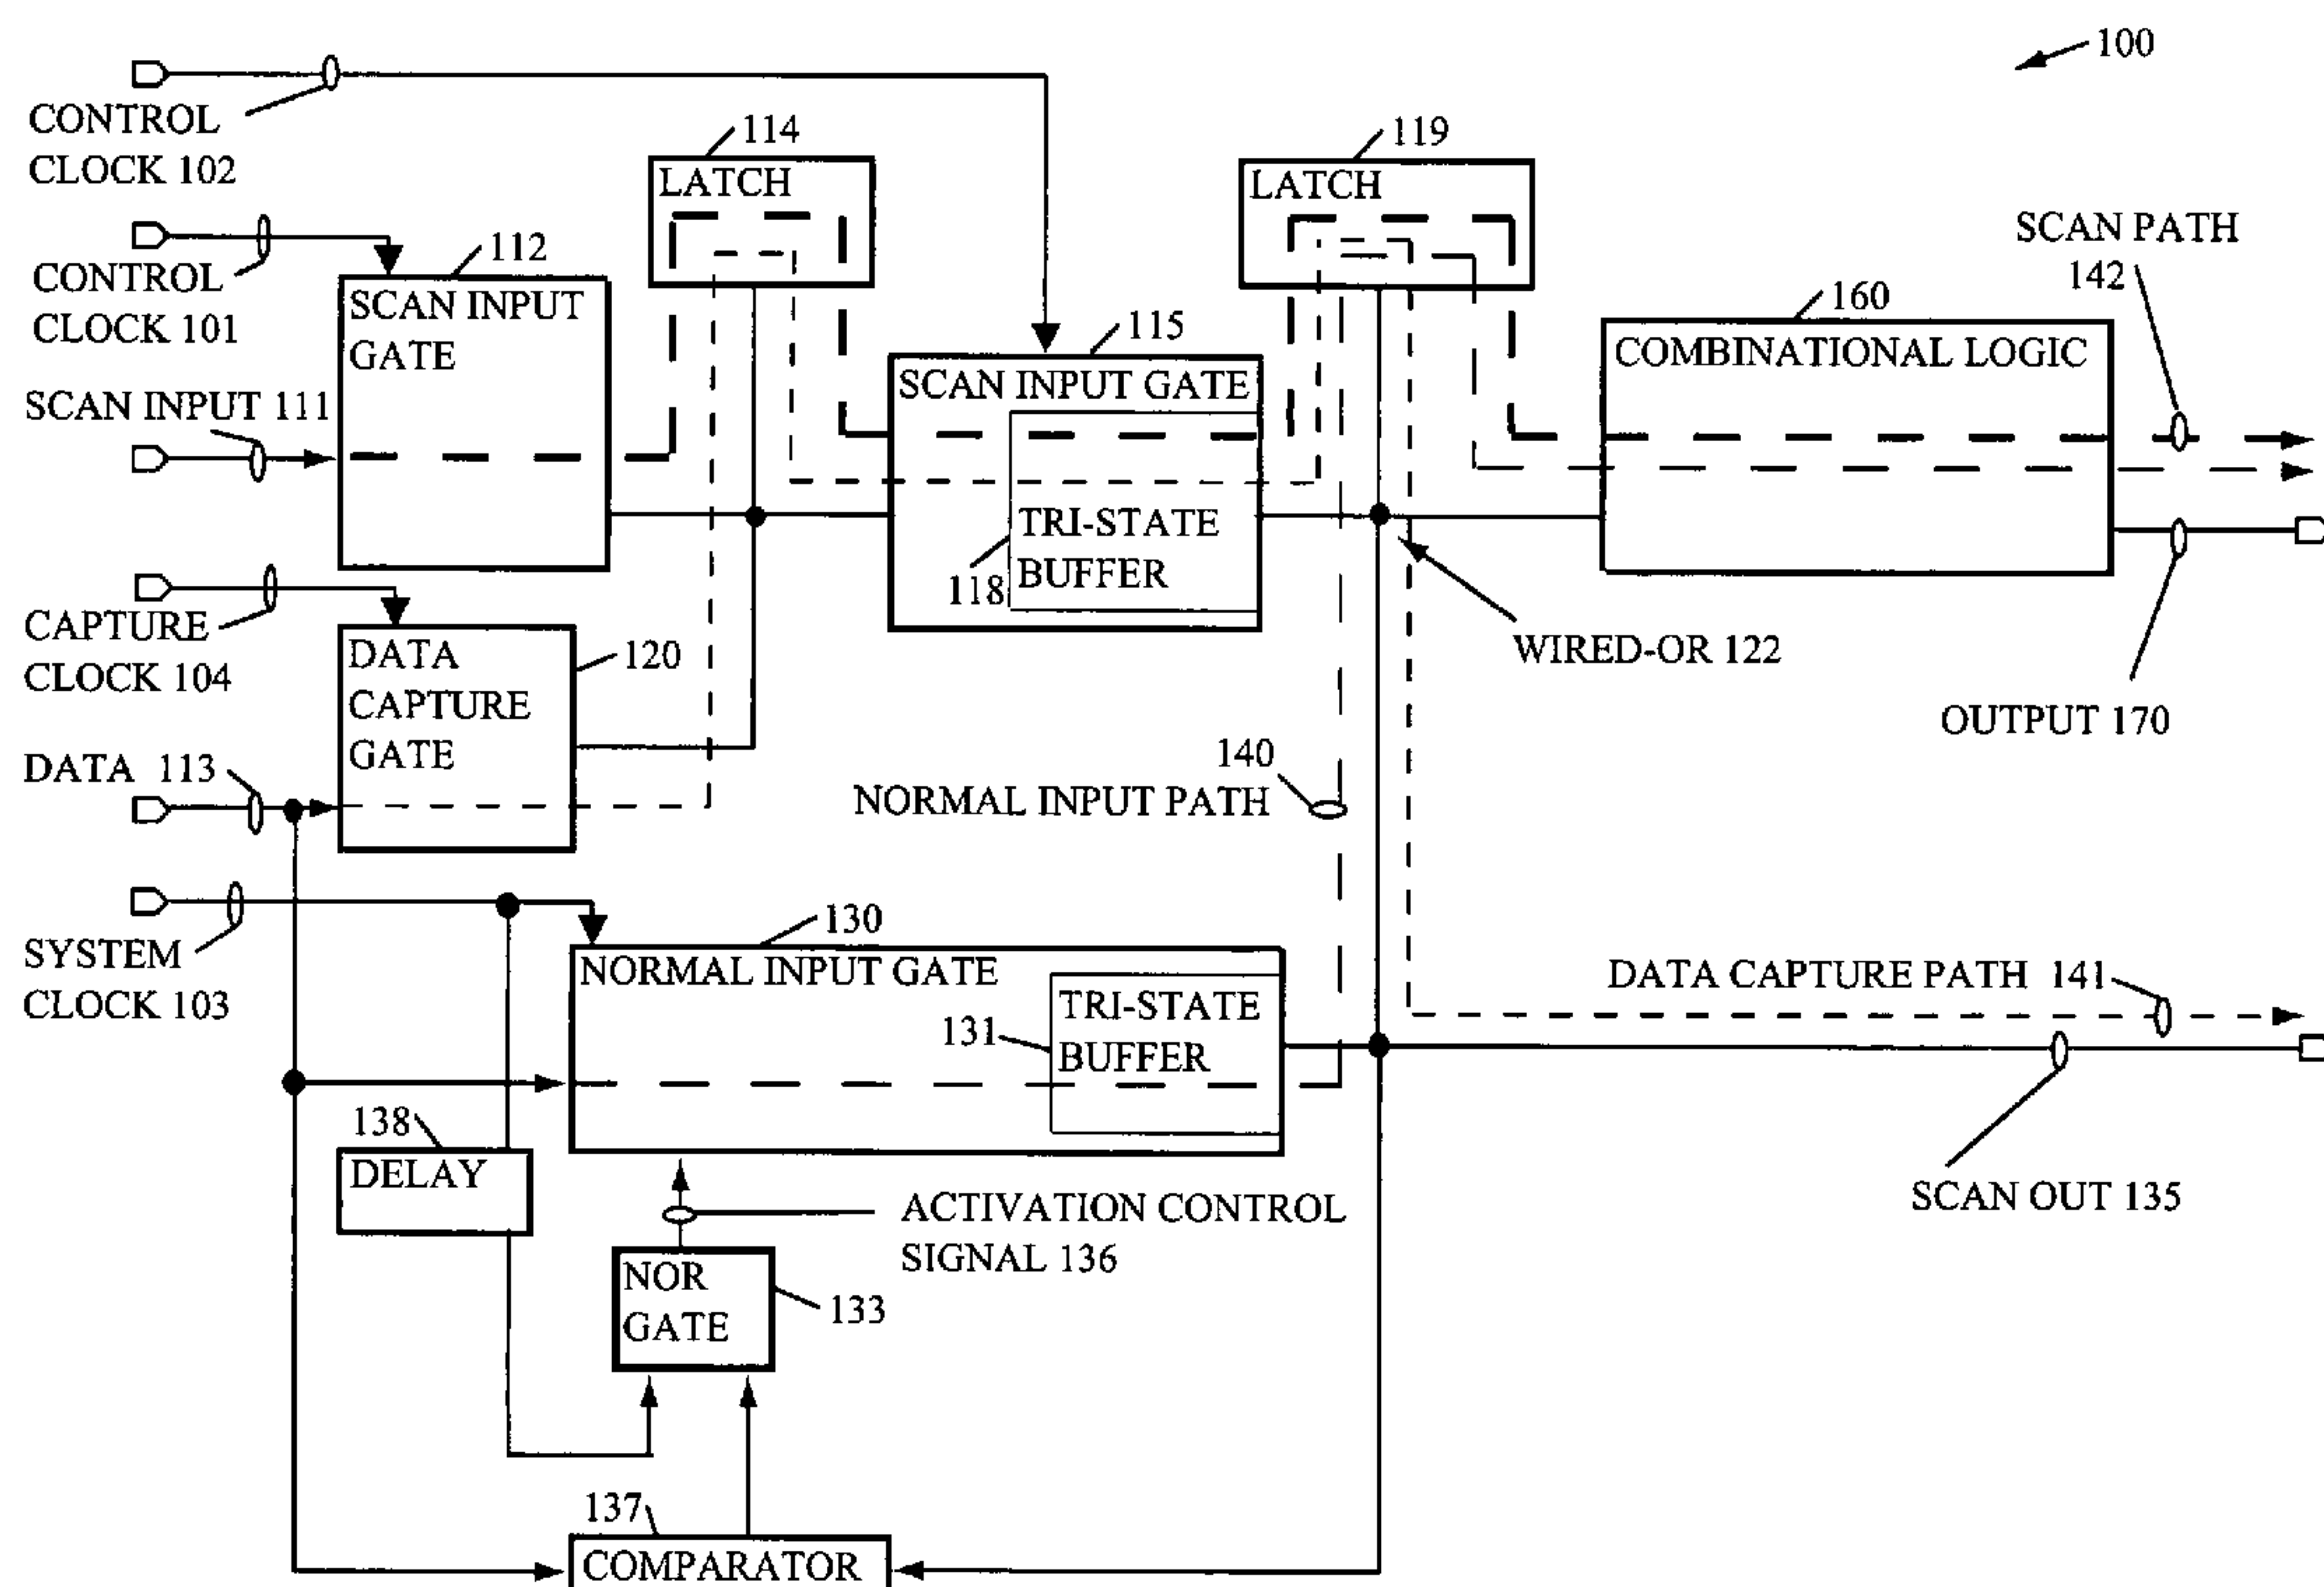 100
CONTROL
CLOCK 102
114
LATCH
119
LATCH
CONTROL
CLOCK 101
112
SCAN INPUT
GATE
SCAN PATH
142
SCAN INPUT 111
115
SCAN INPUT GATE
TRI-STATE
BUFFER
118
160
COMBINATIONAL LOGIC
CAPTURE
CLOCK 104
DATA
CAPTURE
GATE
120
WIRED-OR 122
OUTPUT 170
DATA 113
140
NORMAL INPUT PATH
SYSTEM
CLOCK 103
130
NORMAL INPUT GATE
TRI-STATE
BUFFER
131
DATA CAPTURE PATH 141
138
DELAY
ACTIVATION CONTROL
SIGNAL 136
SCAN OUT 135
NOR
GATE
133
137
COMPARATOR